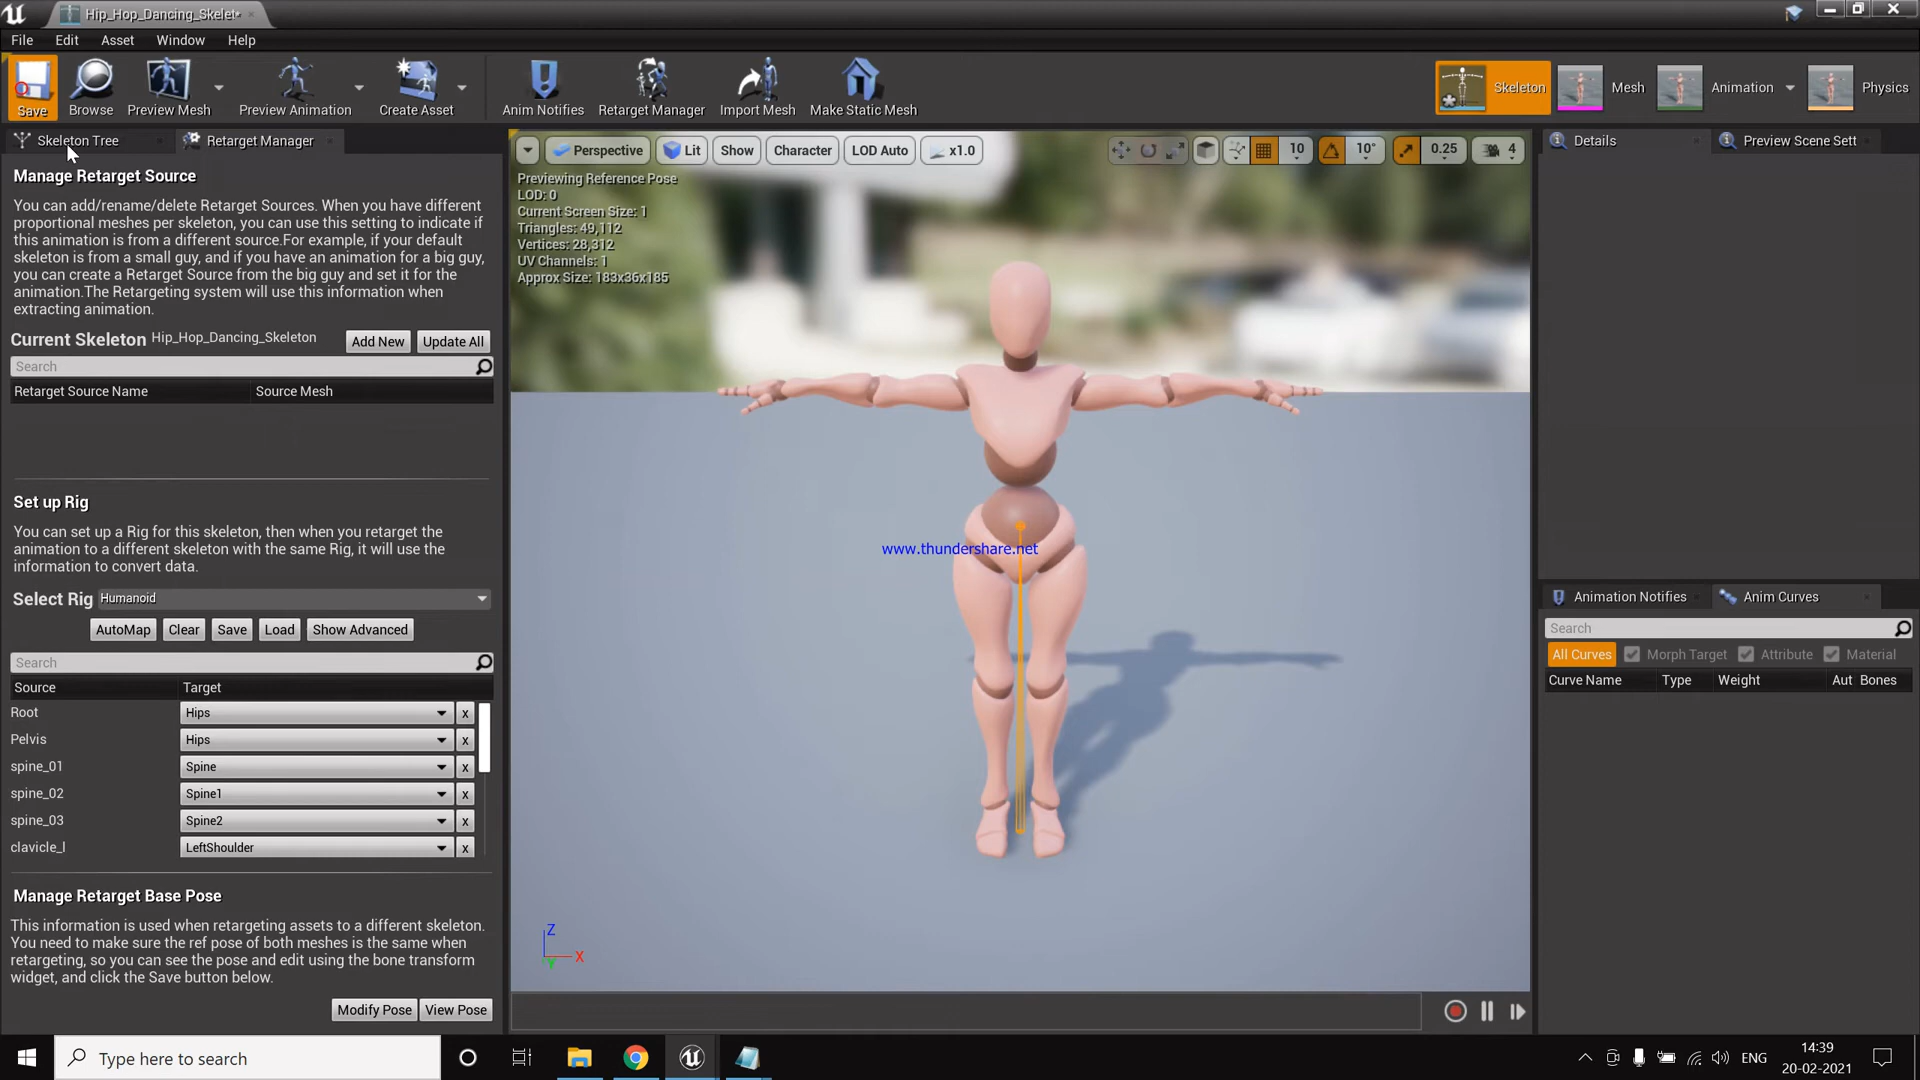 Hip_Hop_Dancing_Skelet•
File Edit Asset Window Help
Save Browse Preview Mesh Preview Animation Create Asset Anim Notifies Retarget Manager Import Mesh Make Static Mesh Skeleton Mesh Animation Physics
Skeleton Tree Retarget Manager
Manage Retarget Source
You can add/rename/delete Retarget Sources. When you have different
proportional meshes per skeleton, you can use this setting to indicate if
this animation is from a different source.For example, if your default
skeleton is from a small guy, and if you have an animation for a big guy,
you can create a Retarget Source from the big guy and set it for the
animation.The Retargeting system will use this information when
extracting animation.
Current Skeleton Hip_Hop_Dancing_Skeleton Add New Update All
Search
Retarget Source Name Source Mesh
Set up Rig
You can set up a Rig for this skeleton, then when you retarget the
animation to a different skeleton with the same Rig, it will use the
information to convert data.
Select Rig Humanoid
AutoMap Clear Save Load Show Advanced
Search
Source Target
Root Hips x
Pelvis Hips x
spine_01 Spine x
spine_02 Spine1 x
spine_03 Spine2 x
clavicle_l LeftShoulder x
Manage Retarget Base Pose
This information is used when retargeting assets to a different skeleton.
You need to make sure the ref pose of both meshes is the same when
retargeting, so you can see the pose and edit using the bone transform
widget, and click the Save button below.
Modify Pose View Pose
Perspective Lit Show Character LOD Auto x1.0 10 10° 0.25 4
Previewing Reference Pose
LOD: 0
Current Screen Size: 1
Triangles: 49,112
Vertices: 28,312
UV Channels: 1
Approx Size: 183x36x185
www.thundershare.net
Z
X
Y
Details Preview Scene Sett
Animation Notifies Anim Curves
Search
All Curves Morph Target Attribute Material
Curve Name Type Weight Aut Bones
Type here to search
ENG
14:39
20-02-2021